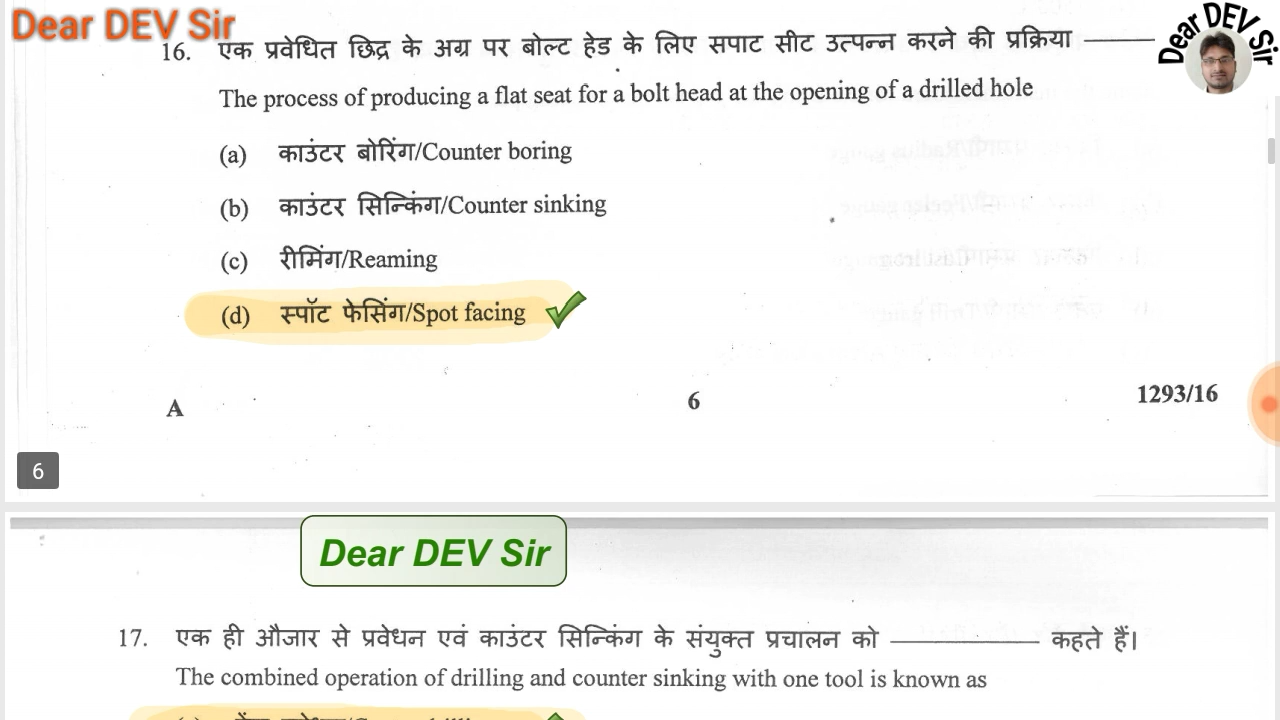 Dear DEV Sir
Dear DEV Sir
16. एक प्रवेधित छिद्र के अग्र पर बोल्ट हेड के लिए सपाट सीट उत्पन्न करने की प्रक्रिया ———
The process of producing a flat seat for a bolt head at the opening of a drilled hole
(a) काउंटर बोरिंग/Counter boring
(b) काउंटर सिन्किंग/Counter sinking
(c) रीमिंग/Reaming
(d) स्पॉट फेसिंग/Spot facing
A 6 1293/16
6
Dear DEV Sir
17. एक ही औजार से प्रवेधन एवं काउंटर सिन्किंग के संयुक्त प्रचालन को ——————— कहते हैं।
The combined operation of drilling and counter sinking with one tool is known as